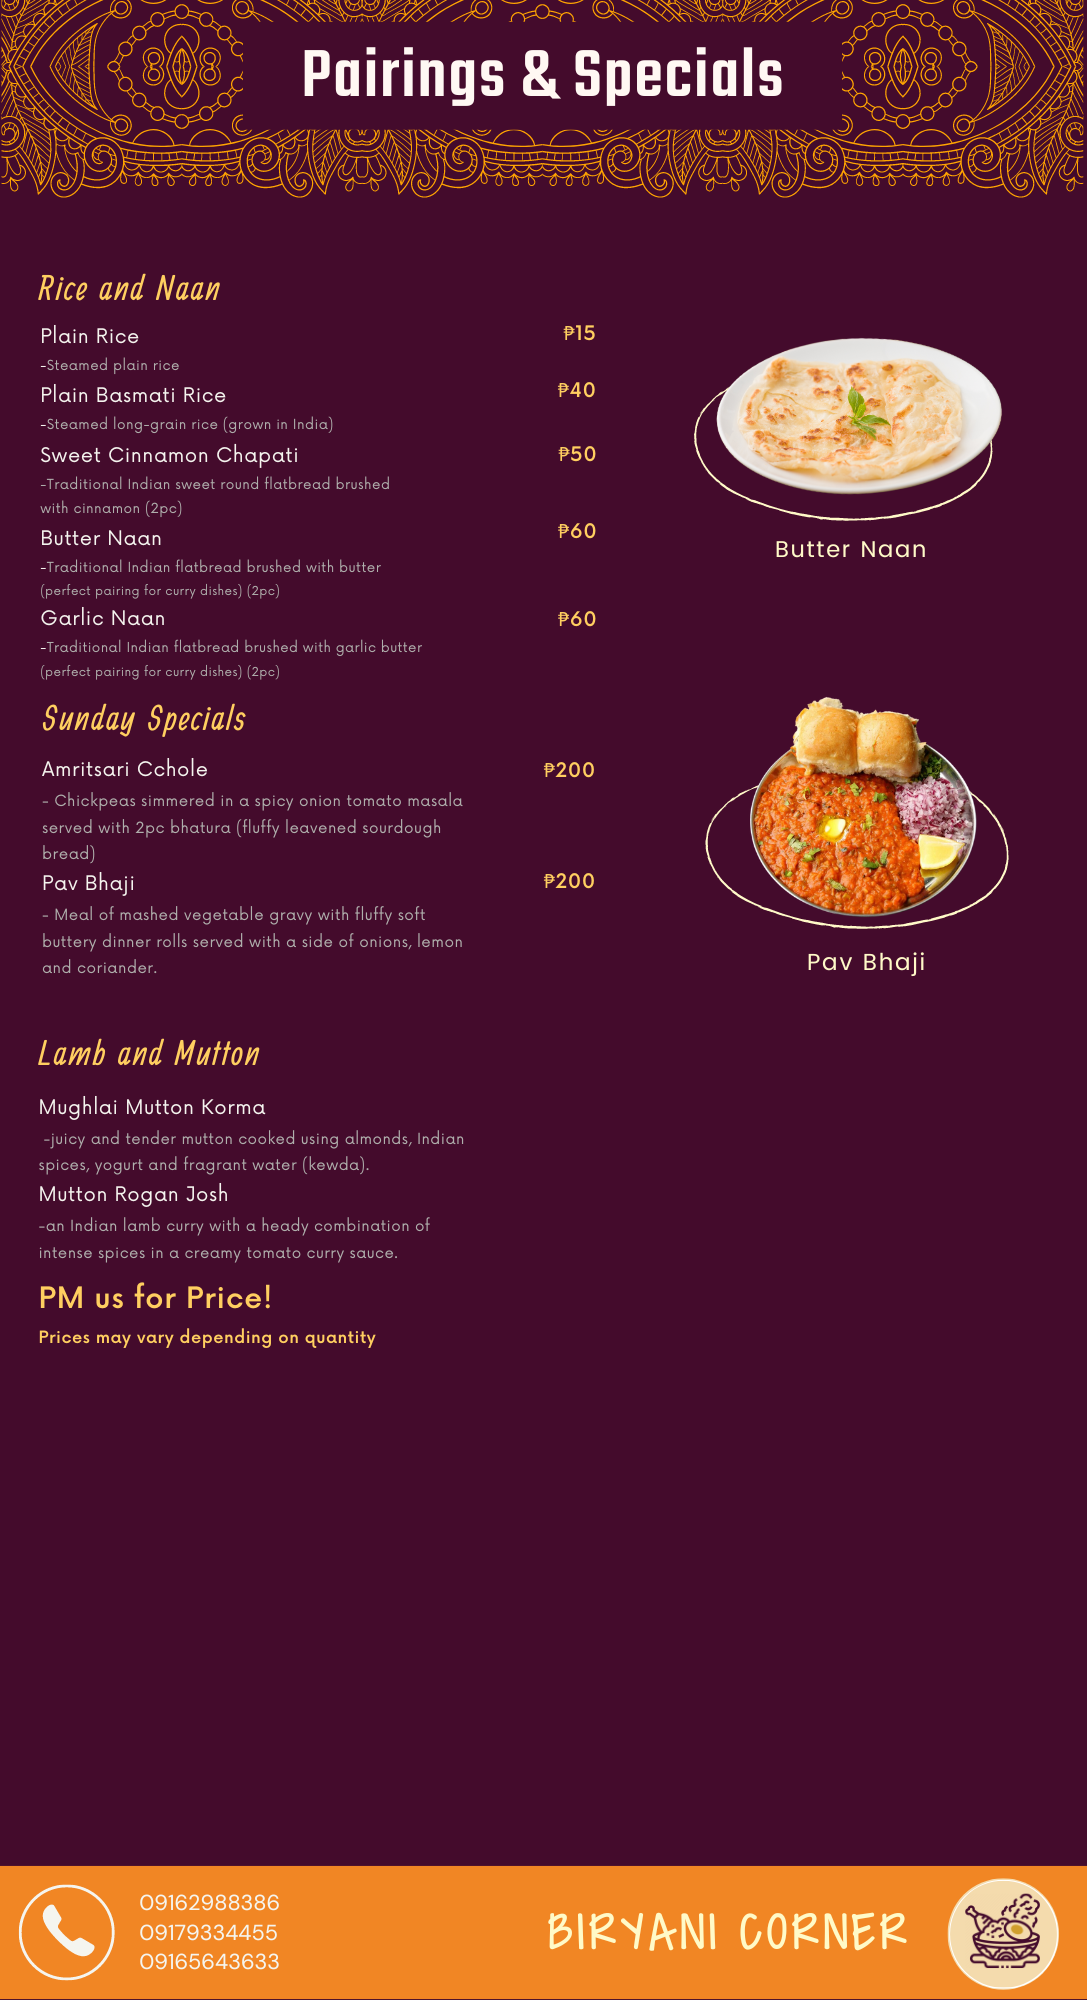 Pairings & Specials
Rice and Naan
Plain Rice ₱15
-Steamed plain rice
Plain Basmati Rice ₱40
-Steamed long-grain rice (grown in India)
Sweet Cinnamon Chapati ₱50
-Traditional Indian sweet round flatbread brushed
with cinnamon (2pc)
Butter Naan ₱60
-Traditional Indian flatbread brushed with butter
(perfect pairing for curry dishes) (2pc)
Garlic Naan ₱60
-Traditional Indian flatbread brushed with garlic butter
(perfect pairing for curry dishes) (2pc)
Butter Naan
Sunday Specials
Amritsari Cchole ₱200
- Chickpeas simmered in a spicy onion tomato masala
served with 2pc bhatura (fluffy leavened sourdough
bread)
Pav Bhaji ₱200
- Meal of mashed vegetable gravy with fluffy soft
buttery dinner rolls served with a side of onions, lemon
and coriander.
Pav Bhaji
Lamb and Mutton
Mughlai Mutton Korma
-juicy and tender mutton cooked using almonds, Indian
spices, yogurt and fragrant water (kewda).
Mutton Rogan Josh
-an Indian lamb curry with a heady combination of
intense spices in a creamy tomato curry sauce.
PM us for Price!
Prices may vary depending on quantity
09162988386
09179334455
09165643633
BIRYANI CORNER